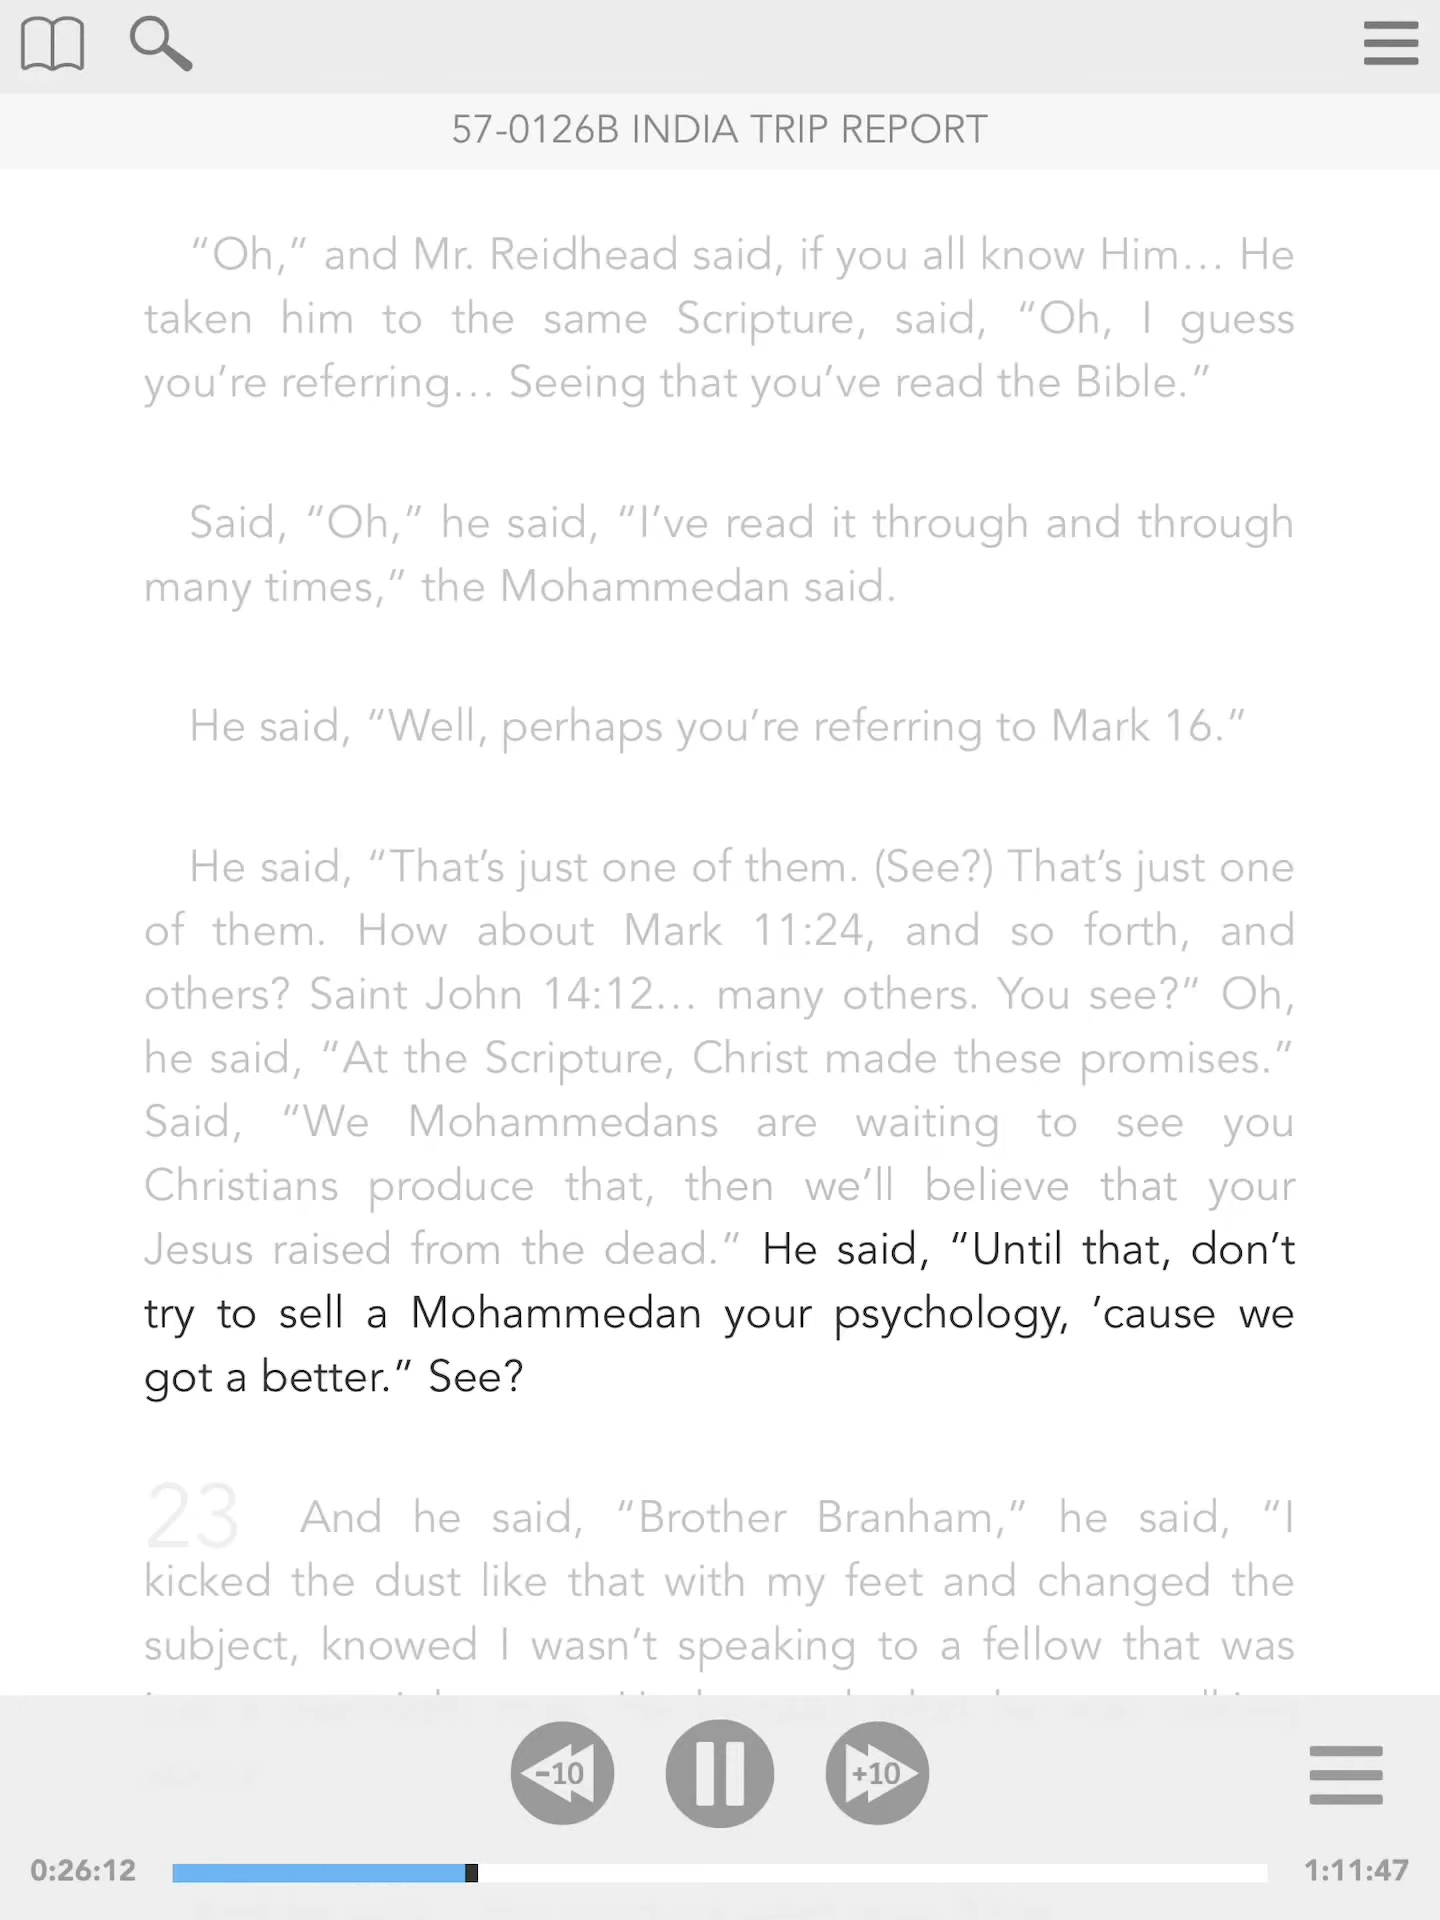 57-0126B INDIA TRIP REPORT
“Oh,” and Mr. Reidhead said, if you all know Him… He
taken him to the same Scripture, said, “Oh, I guess
you’re referring… Seeing that you’ve read the Bible.”
Said, “Oh,” he said, “I’ve read it through and through
many times,” the Mohammedan said.
He said, “Well, perhaps you’re referring to Mark 16.”
He said, “That’s just one of them. (See?) That’s just one
of them. How about Mark 11:24, and so forth, and
others? Saint John 14:12… many others. You see?” Oh,
he said, “At the Scripture, Christ made these promises.”
Said, “We Mohammedans are waiting to see you
Christians produce that, then we’ll believe that your
Jesus raised from the dead.” He said, “Until that, don’t
try to sell a Mohammedan your psychology, ’cause we
got a better.” See?
23 And he said, “Brother Branham,” he said, “I
kicked the dust like that with my feet and changed the
subject, knowed I wasn’t speaking to a fellow that was
-10 +10
0:26:12 1:11:47